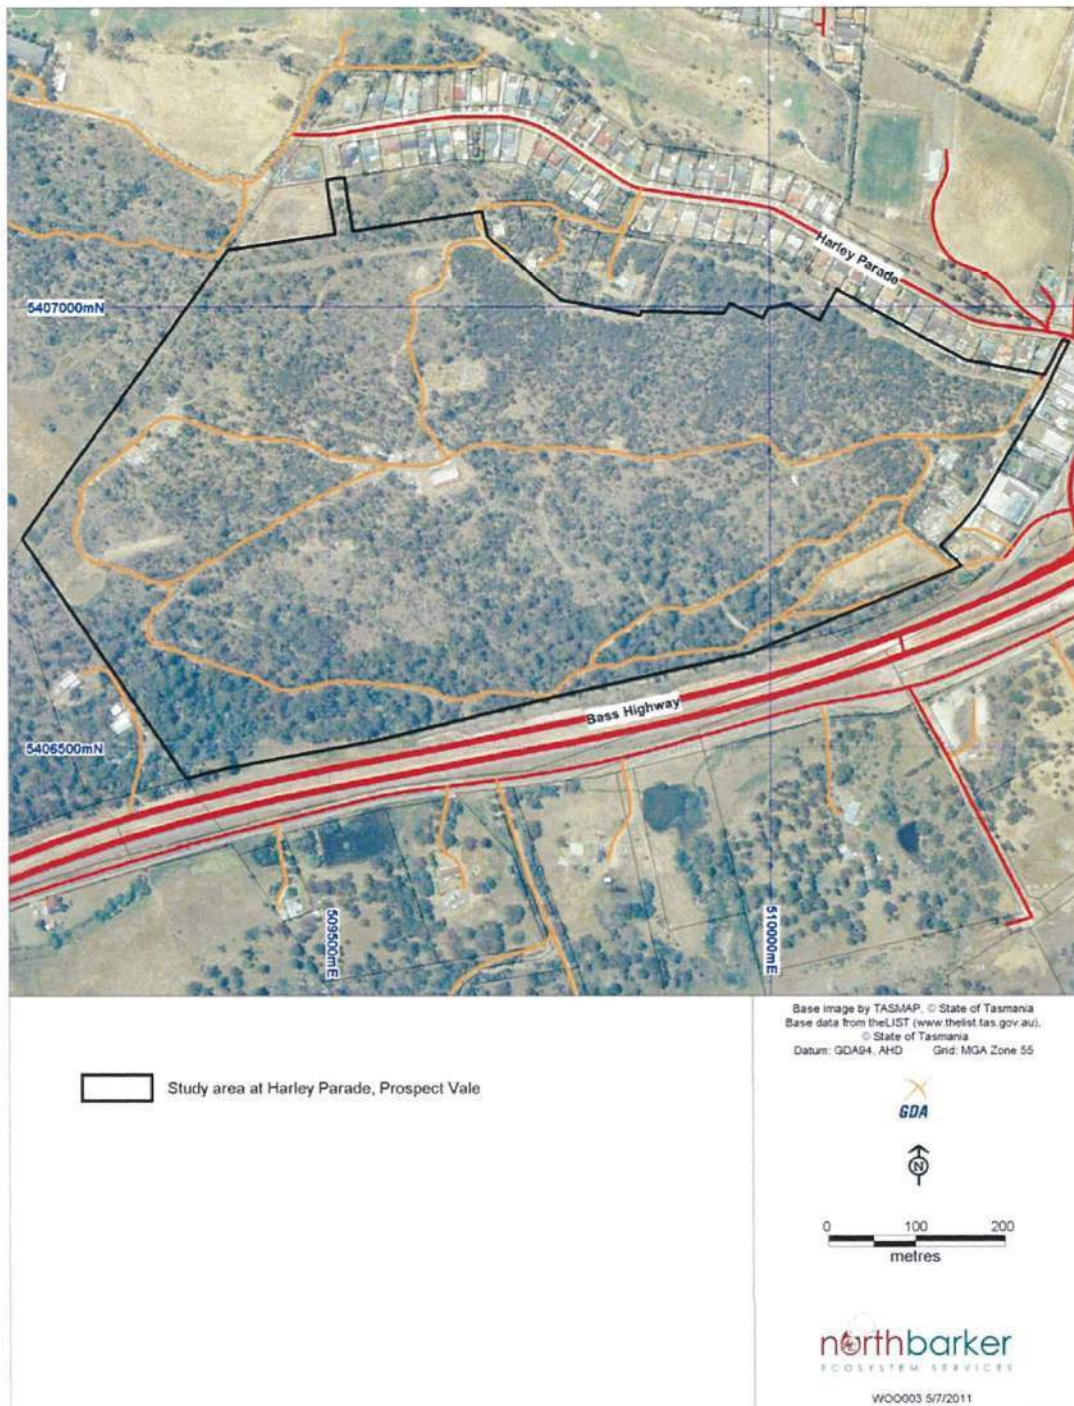 Harley Parade
5407000mN
Bass Highway
5406500mN
509500mE
510000mE
Base image by TASMAP, © State of Tasmania
Base data from theLIST (www.thelist.tas.gov.au),
© State of Tasmania
Datum: GDA94, AHD Grid: MGA Zone 55
Study area at Harley Parade, Prospect Vale
GDA
N
0 100 200
metres
northbarker
ECOSYSTEM SERVICES
WOO003 5/7/2011